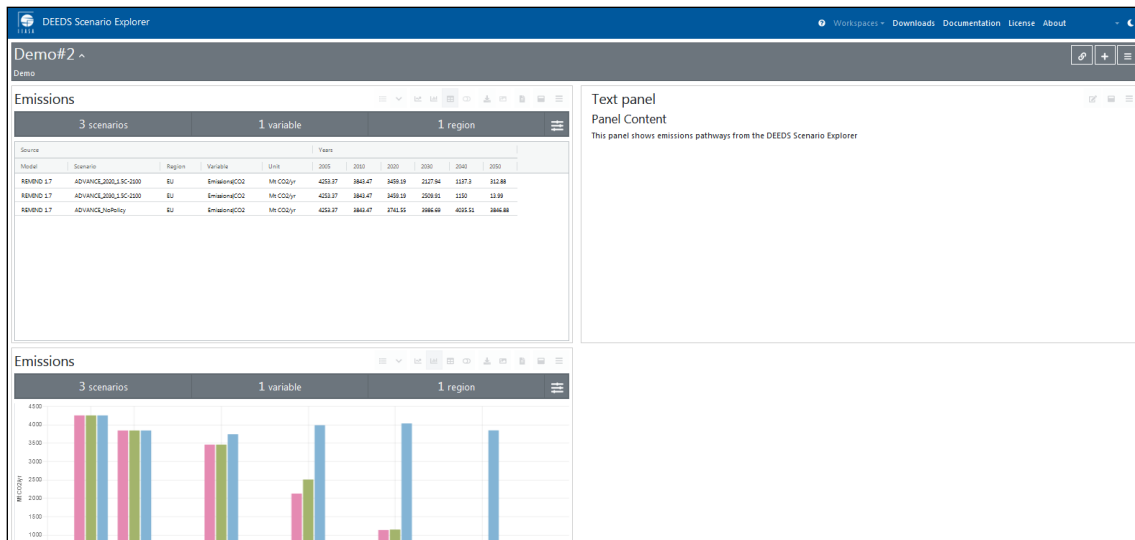 IIASA
DEEDS Scenario Explorer
Workspaces Downloads Documentation License About
Demo#2
Demo
Emissions
3 scenarios 1 variable 1 region
Source Years
Model Scenario Region Variable Unit 2005 2010 2020 2030 2040 2050
REMIND 1.7 ADVANCE_2020_1.5C-2100 EU Emissions|CO2 Mt CO2/yr 4253.37 3843.47 3459.19 2127.94 1137.3 312.88
REMIND 1.7 ADVANCE_2030_1.5C-2100 EU Emissions|CO2 Mt CO2/yr 4253.37 3843.47 3459.19 2509.91 1150 13.99
REMIND 1.7 ADVANCE_NoPolicy EU Emissions|CO2 Mt CO2/yr 4253.37 3843.47 3741.55 3986.69 4035.51 3846.88
Text panel
Panel Content
This panel shows emissions pathways from the DEEDS Scenario Explorer
Emissions
3 scenarios 1 variable 1 region
4500
4000
3500
3000
2500
2000
1500
1000
Mt CO2/yr